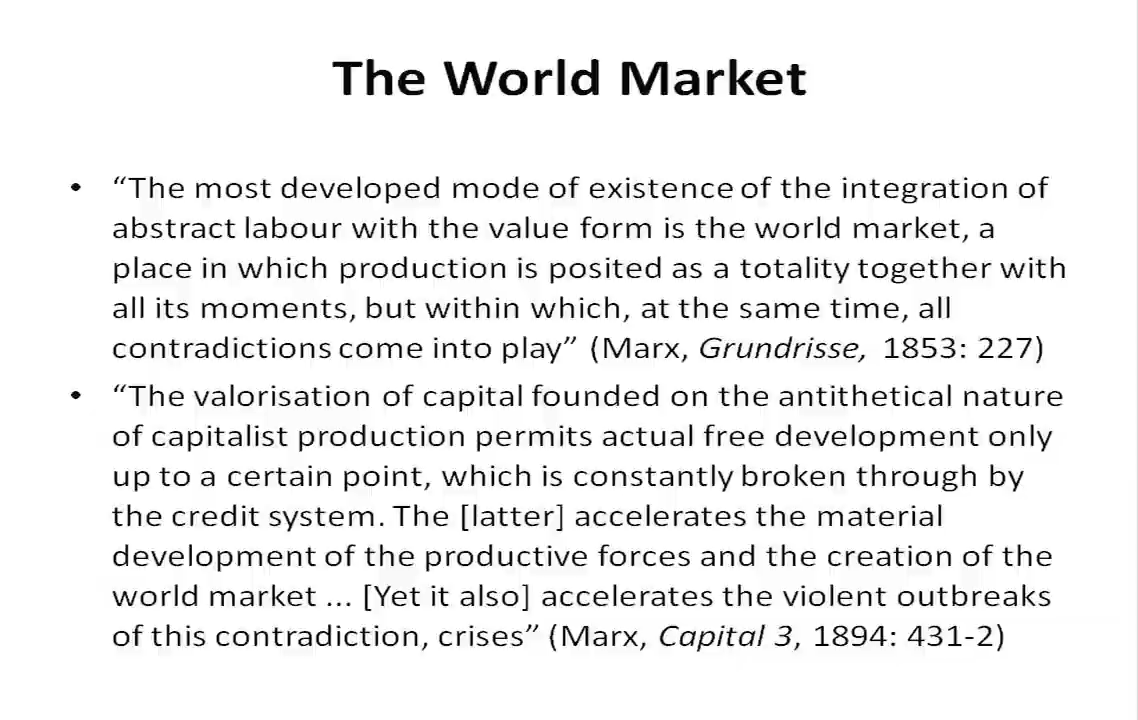 The World Market
• “The most developed mode of existence of the integration of
abstract labour with the value form is the world market, a
place in which production is posited as a totality together with
all its moments, but within which, at the same time, all
contradictions come into play” (Marx, Grundrisse, 1853: 227)
• “The valorisation of capital founded on the antithetical nature
of capitalist production permits actual free development only
up to a certain point, which is constantly broken through by
the credit system. The [latter] accelerates the material
development of the productive forces and the creation of the
world market ... [Yet it also] accelerates the violent outbreaks
of this contradiction, crises” (Marx, Capital 3, 1894: 431-2)